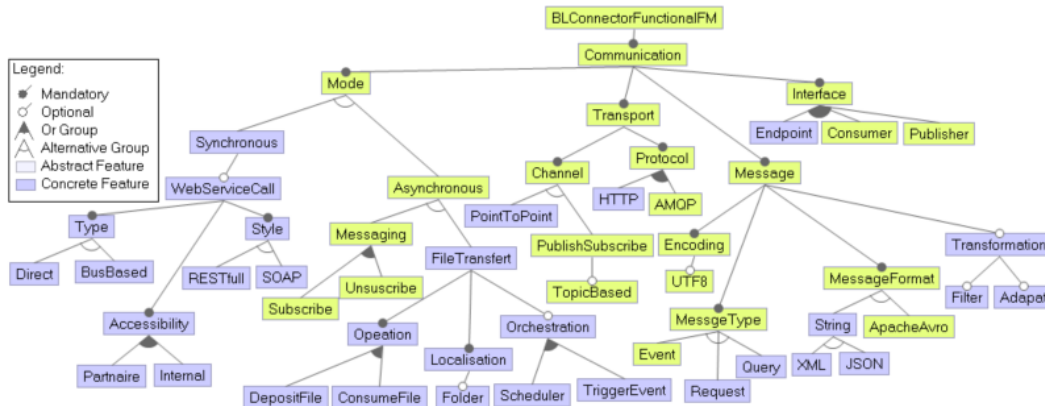 BLConnectorFunctionalFM
Communication
Legend:
Mandatory
Optional
Or Group
Alternative Group
Abstract Feature
Concrete Feature
Mode
Interface
Transport
Endpoint
Consumer
Publisher
Synchronous
Channel
Protocol
Message
WebServiceCall
Asynchronous
HTTP
AMQP
Type
Style
Messaging
FileTransfert
PointToPoint
PublishSubscribe
Encoding
Transformation
Direct
BusBased
RESTfull
SOAP
Subscribe
Unsuscribe
TopicBased
UTF8
MessageFormat
Filter
Adapat
Accessibility
Opeation
Localisation
Orchestration
MessgeType
String
ApacheAvro
Partnaire
Internal
DepositFile
ConsumeFile
Folder
Scheduler
TriggerEvent
Event
Request
Query
XML
JSON